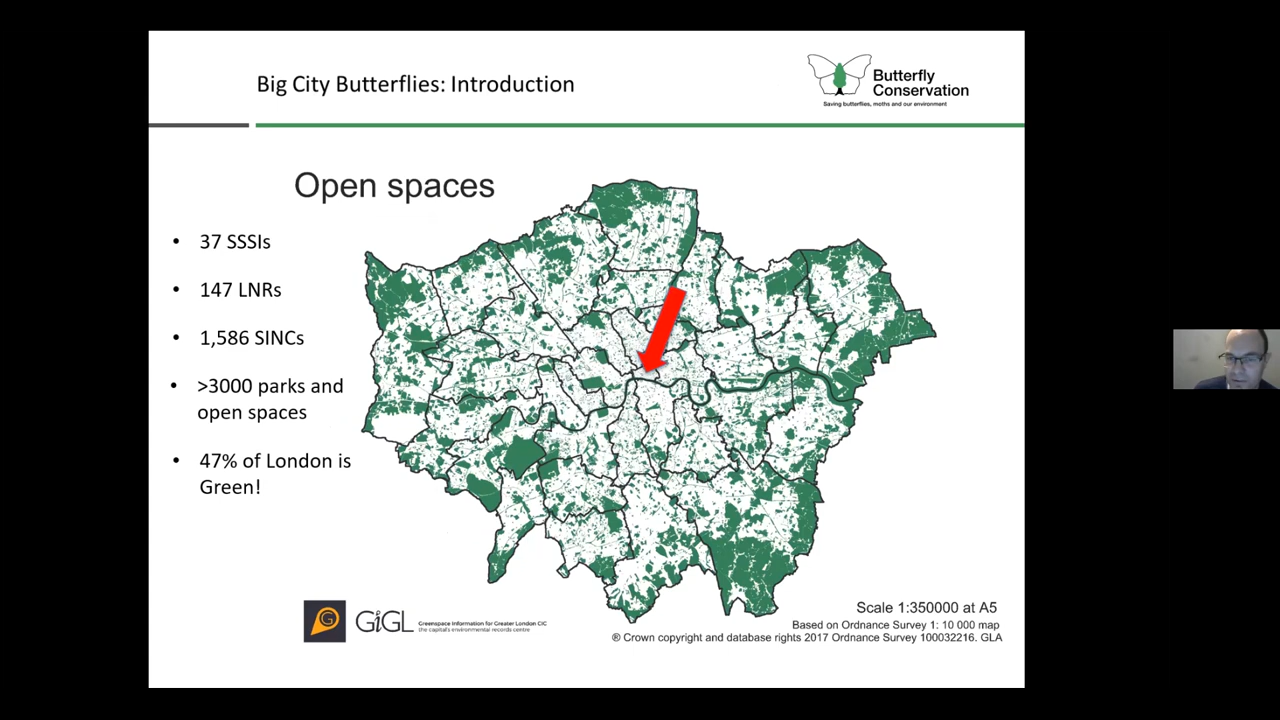 Big City Butterflies: Introduction
Butterfly
Conservation
Saving butterflies, moths and our environment
Open spaces
• 37 SSSIs
• 147 LNRs
• 1,586 SINCs
• >3000 parks and
open spaces
• 47% of London is
Green!
G
GiGL
Greenspace Information for Greater London CIC
the capital's environmental records centre
Scale 1:350000 at A5
Based on Ordnance Survey 1: 10 000 map
® Crown copyright and database rights 2017 Ordnance Survey 100032216. GLA